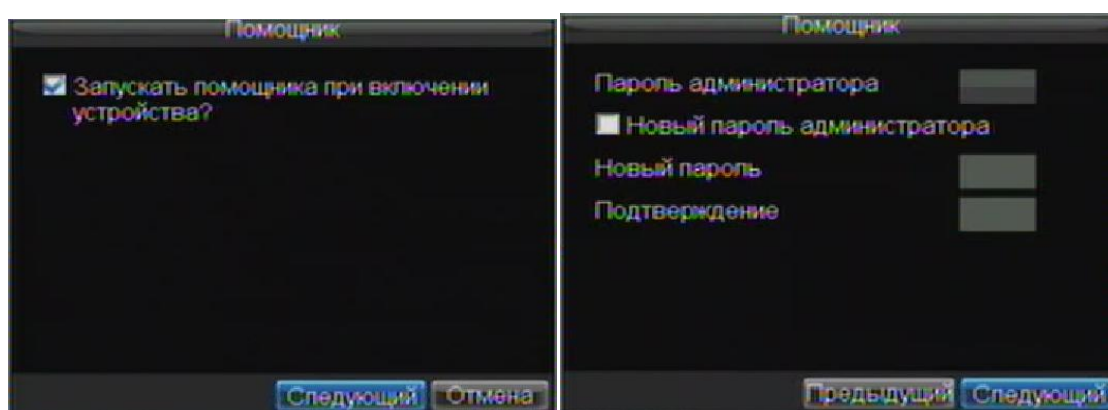 Помощник
Запускать помощника при включении
устройства?
Следующий Отмена
Помощник
Пароль администратора
Новый пароль администратора
Новый пароль
Подтверждение
Предыдущий Следующий